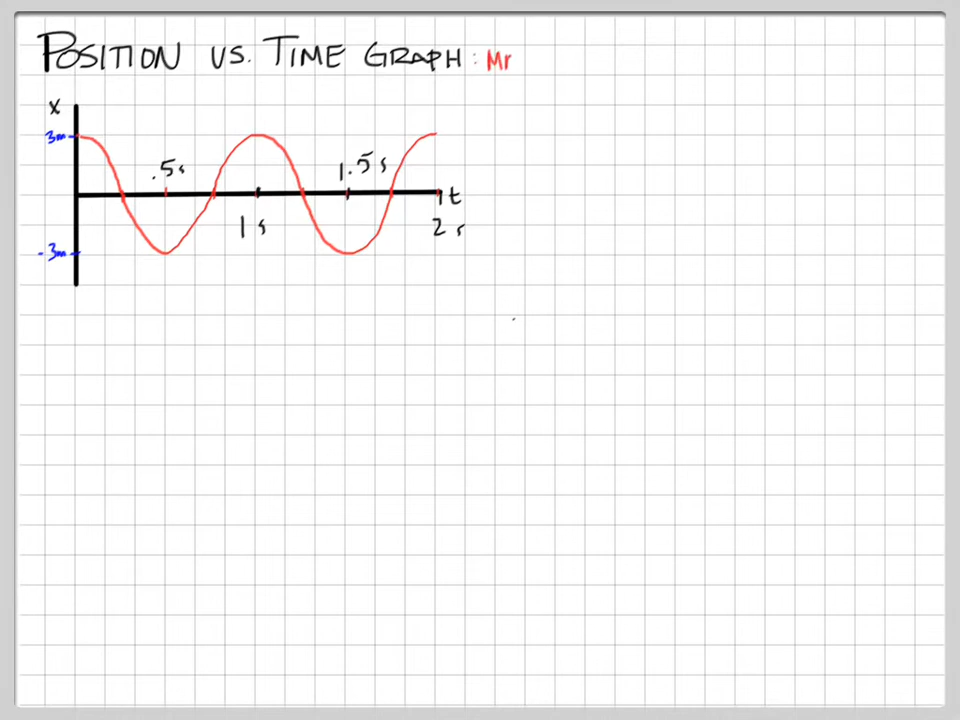 POSITION VS. TIME GRAPH: Mr
x
3m
.5s
1.5s
t
1s
2s
-3m